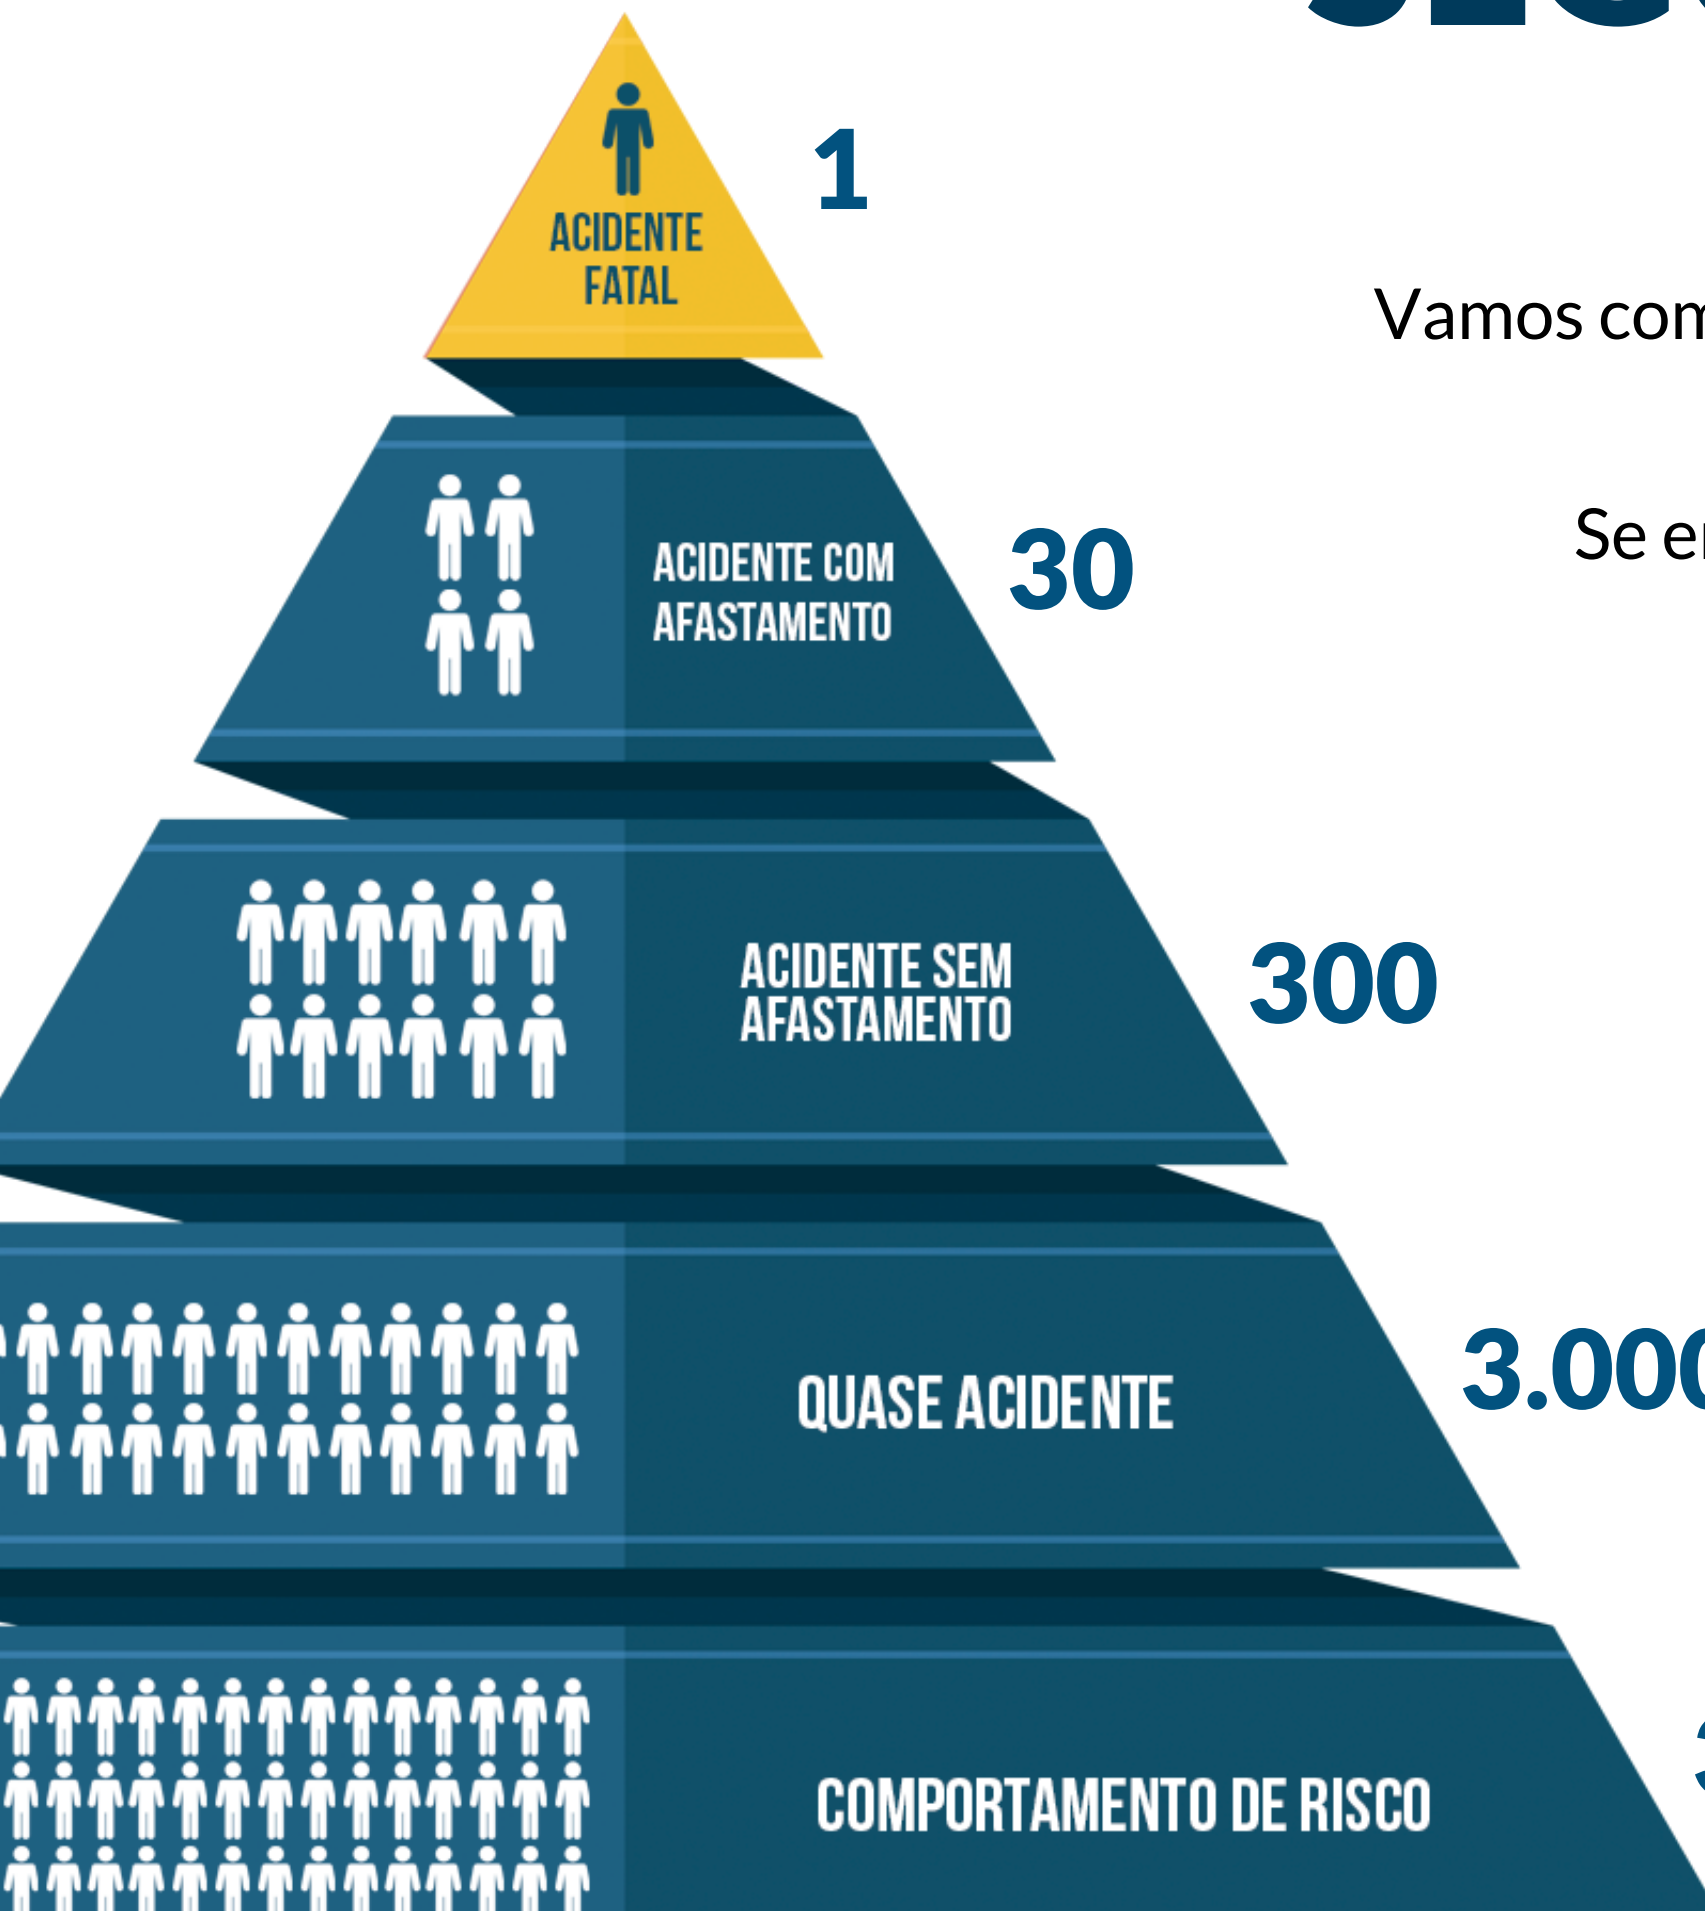 1
ACIDENTE
FATAL
Vamos com
Se
30
ACIDENTE COM
AFASTAMENTO
300
ACIDENTE SEM
AFASTAMENTO
3.000
QUASE ACIDENTE
COMPORTAMENTO DE RISCO